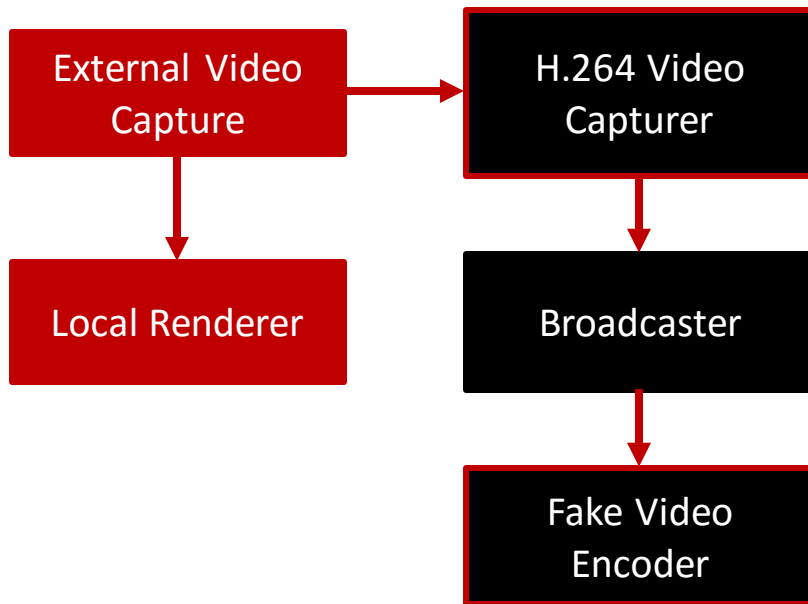 External Video
Capture
H.264 Video
Capturer
Local Renderer
Broadcaster
Fake Video
Encoder